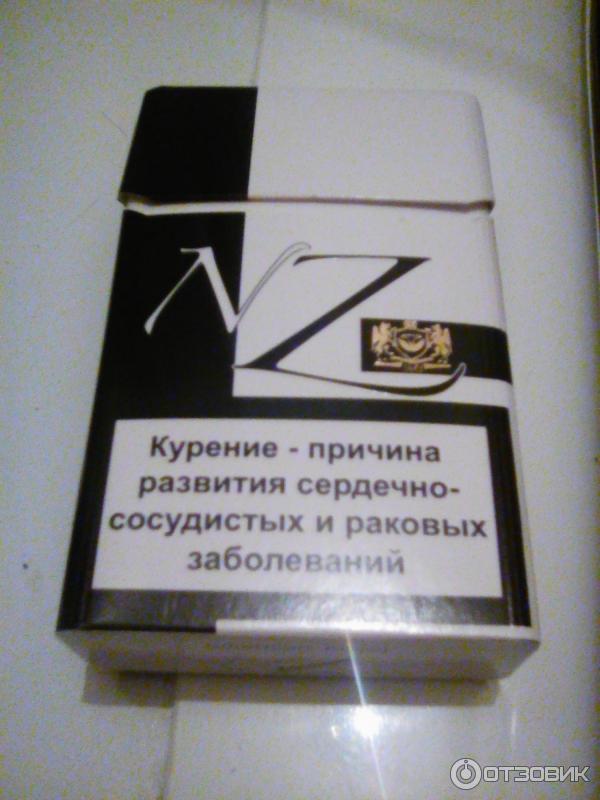 NZ
Курение - причина
развития сердечно-
сосудистых и раковых
заболеваний
ОТЗОВИК